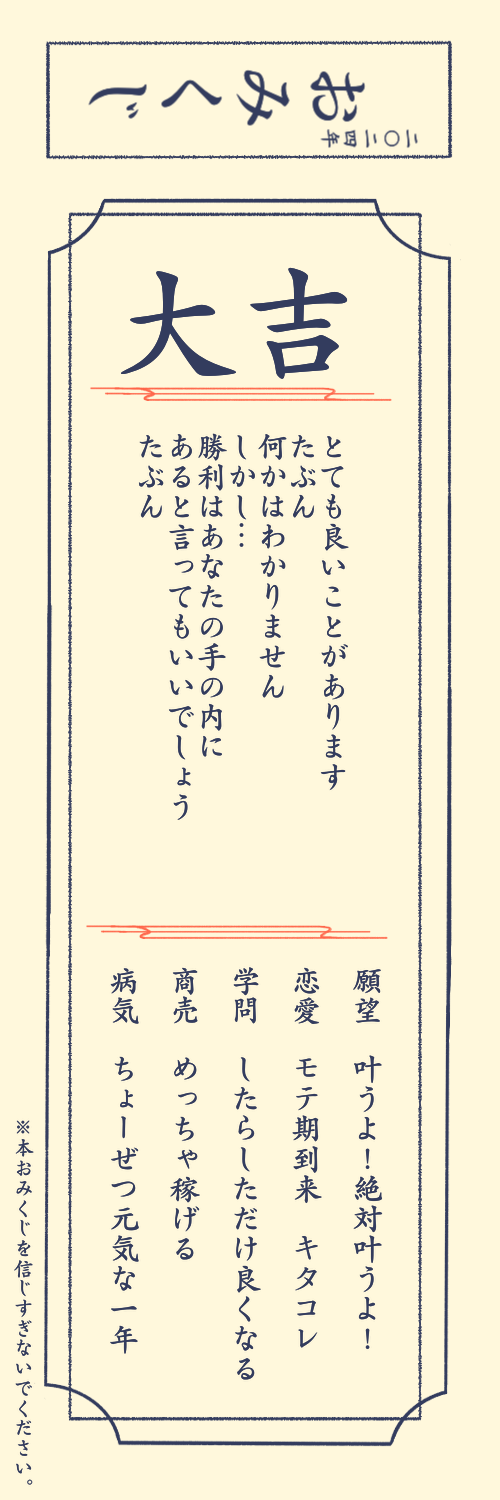 おみくじ
二〇二四年
大吉
とても良いことがあります
たぶん
何かはわかりません
しかし…
勝利はあなたの手の内に
あると言ってもいいでしょう
たぶん
願望 叶うよ！絶対叶うよ！
恋愛 モテ期到来 キタコレ
学問 したらしただけ良くなる
商売 めっちゃ稼げる
病気 ちょーぜつ元気な一年
※本おみくじを信じすぎないでください。